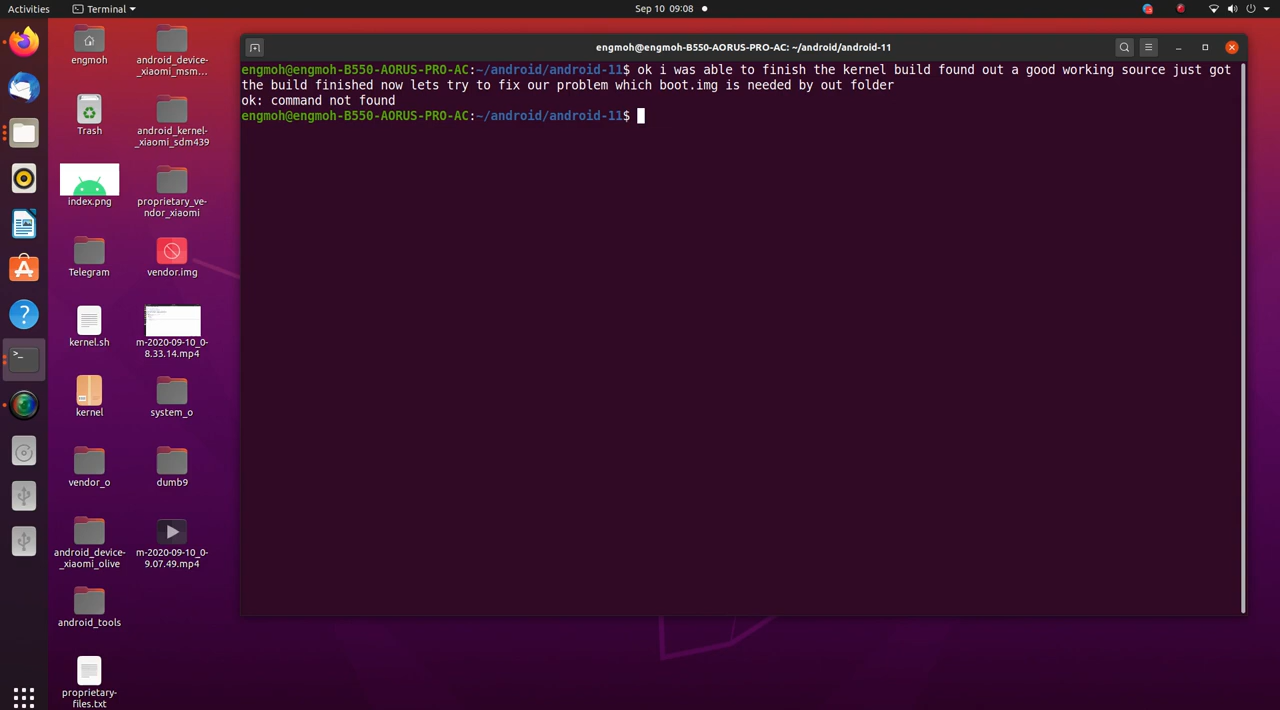 Activities
Terminal
Sep 10 09:08
engmoh@engmoh-B550-AORUS-PRO-AC: ~/android/android-11
engmoh@engmoh-B550-AORUS-PRO-AC:~/android/android-11$ ok i was able to finish the kernel build found out a good working source just got
the build finished now lets try to fix our problem which boot.img is needed by out folder
ok: command not found
engmoh@engmoh-B550-AORUS-PRO-AC:~/android/android-11$
engmoh
android_device_
xiaomi_msm...
Trash
android_kernel-
_xiaomi_sdm439
index.png
proprietary_ve-
ndor_xiaomi
Telegram
vendor.img
kernel.sh
m-2020-09-10_0-
8.33.14.mp4
kernel
system_o
vendor_o
dumb9
android_device-
_xiaomi_olive
m-2020-09-10_0-
9.07.49.mp4
android_tools
proprietary-
files.txt